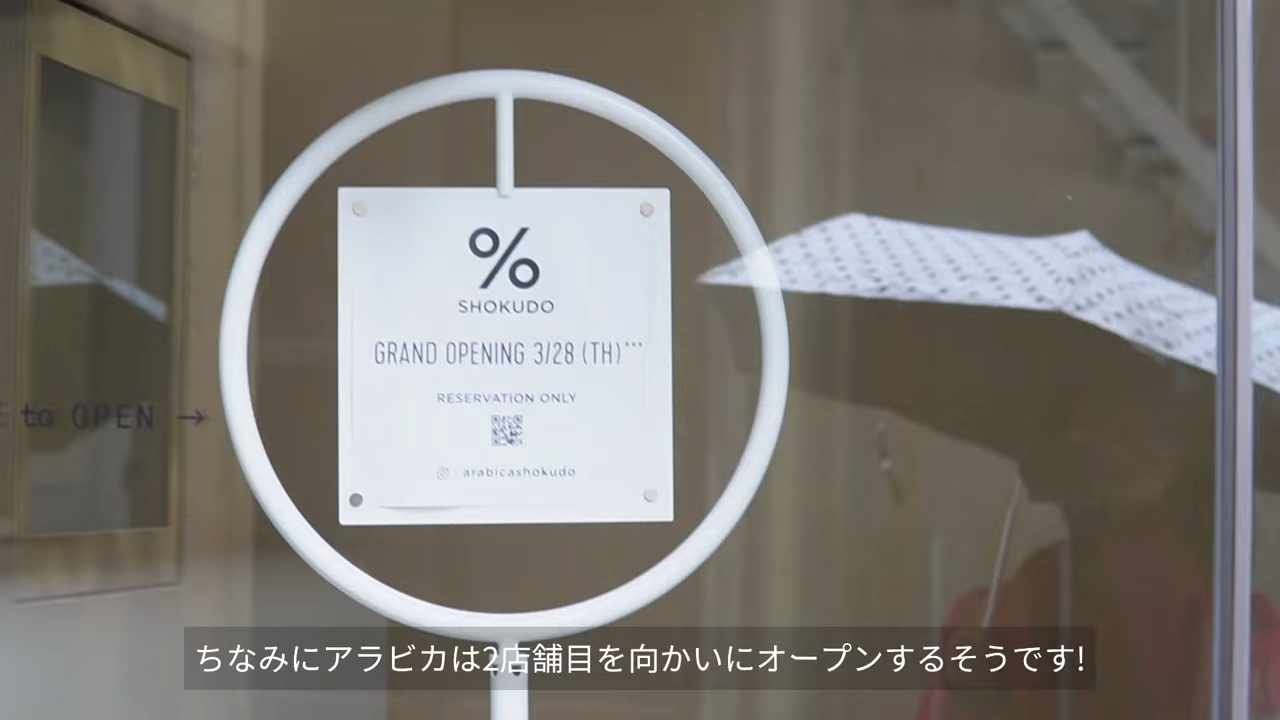 %
SHOKUDO
GRAND OPENING 3/28 (TH)•••
RESERVATION ONLY
arabicashokudo
to OPEN →
ちなみにアラビカは2店舗目を向かいにオープンするそうです!